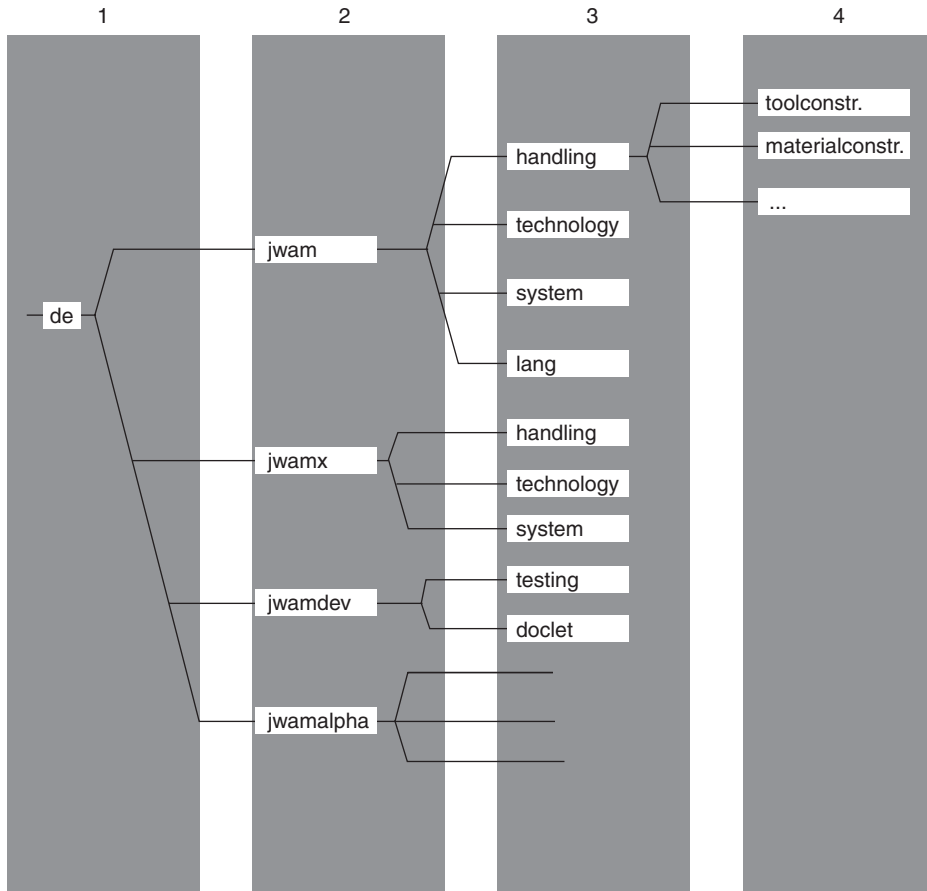 1 2 3 4
toolconstr.
materialconstr.
handling
...
technology
jwam
system
de
lang
handling
jwamx
technology
system
testing
jwamdev
doclet
jwamalpha